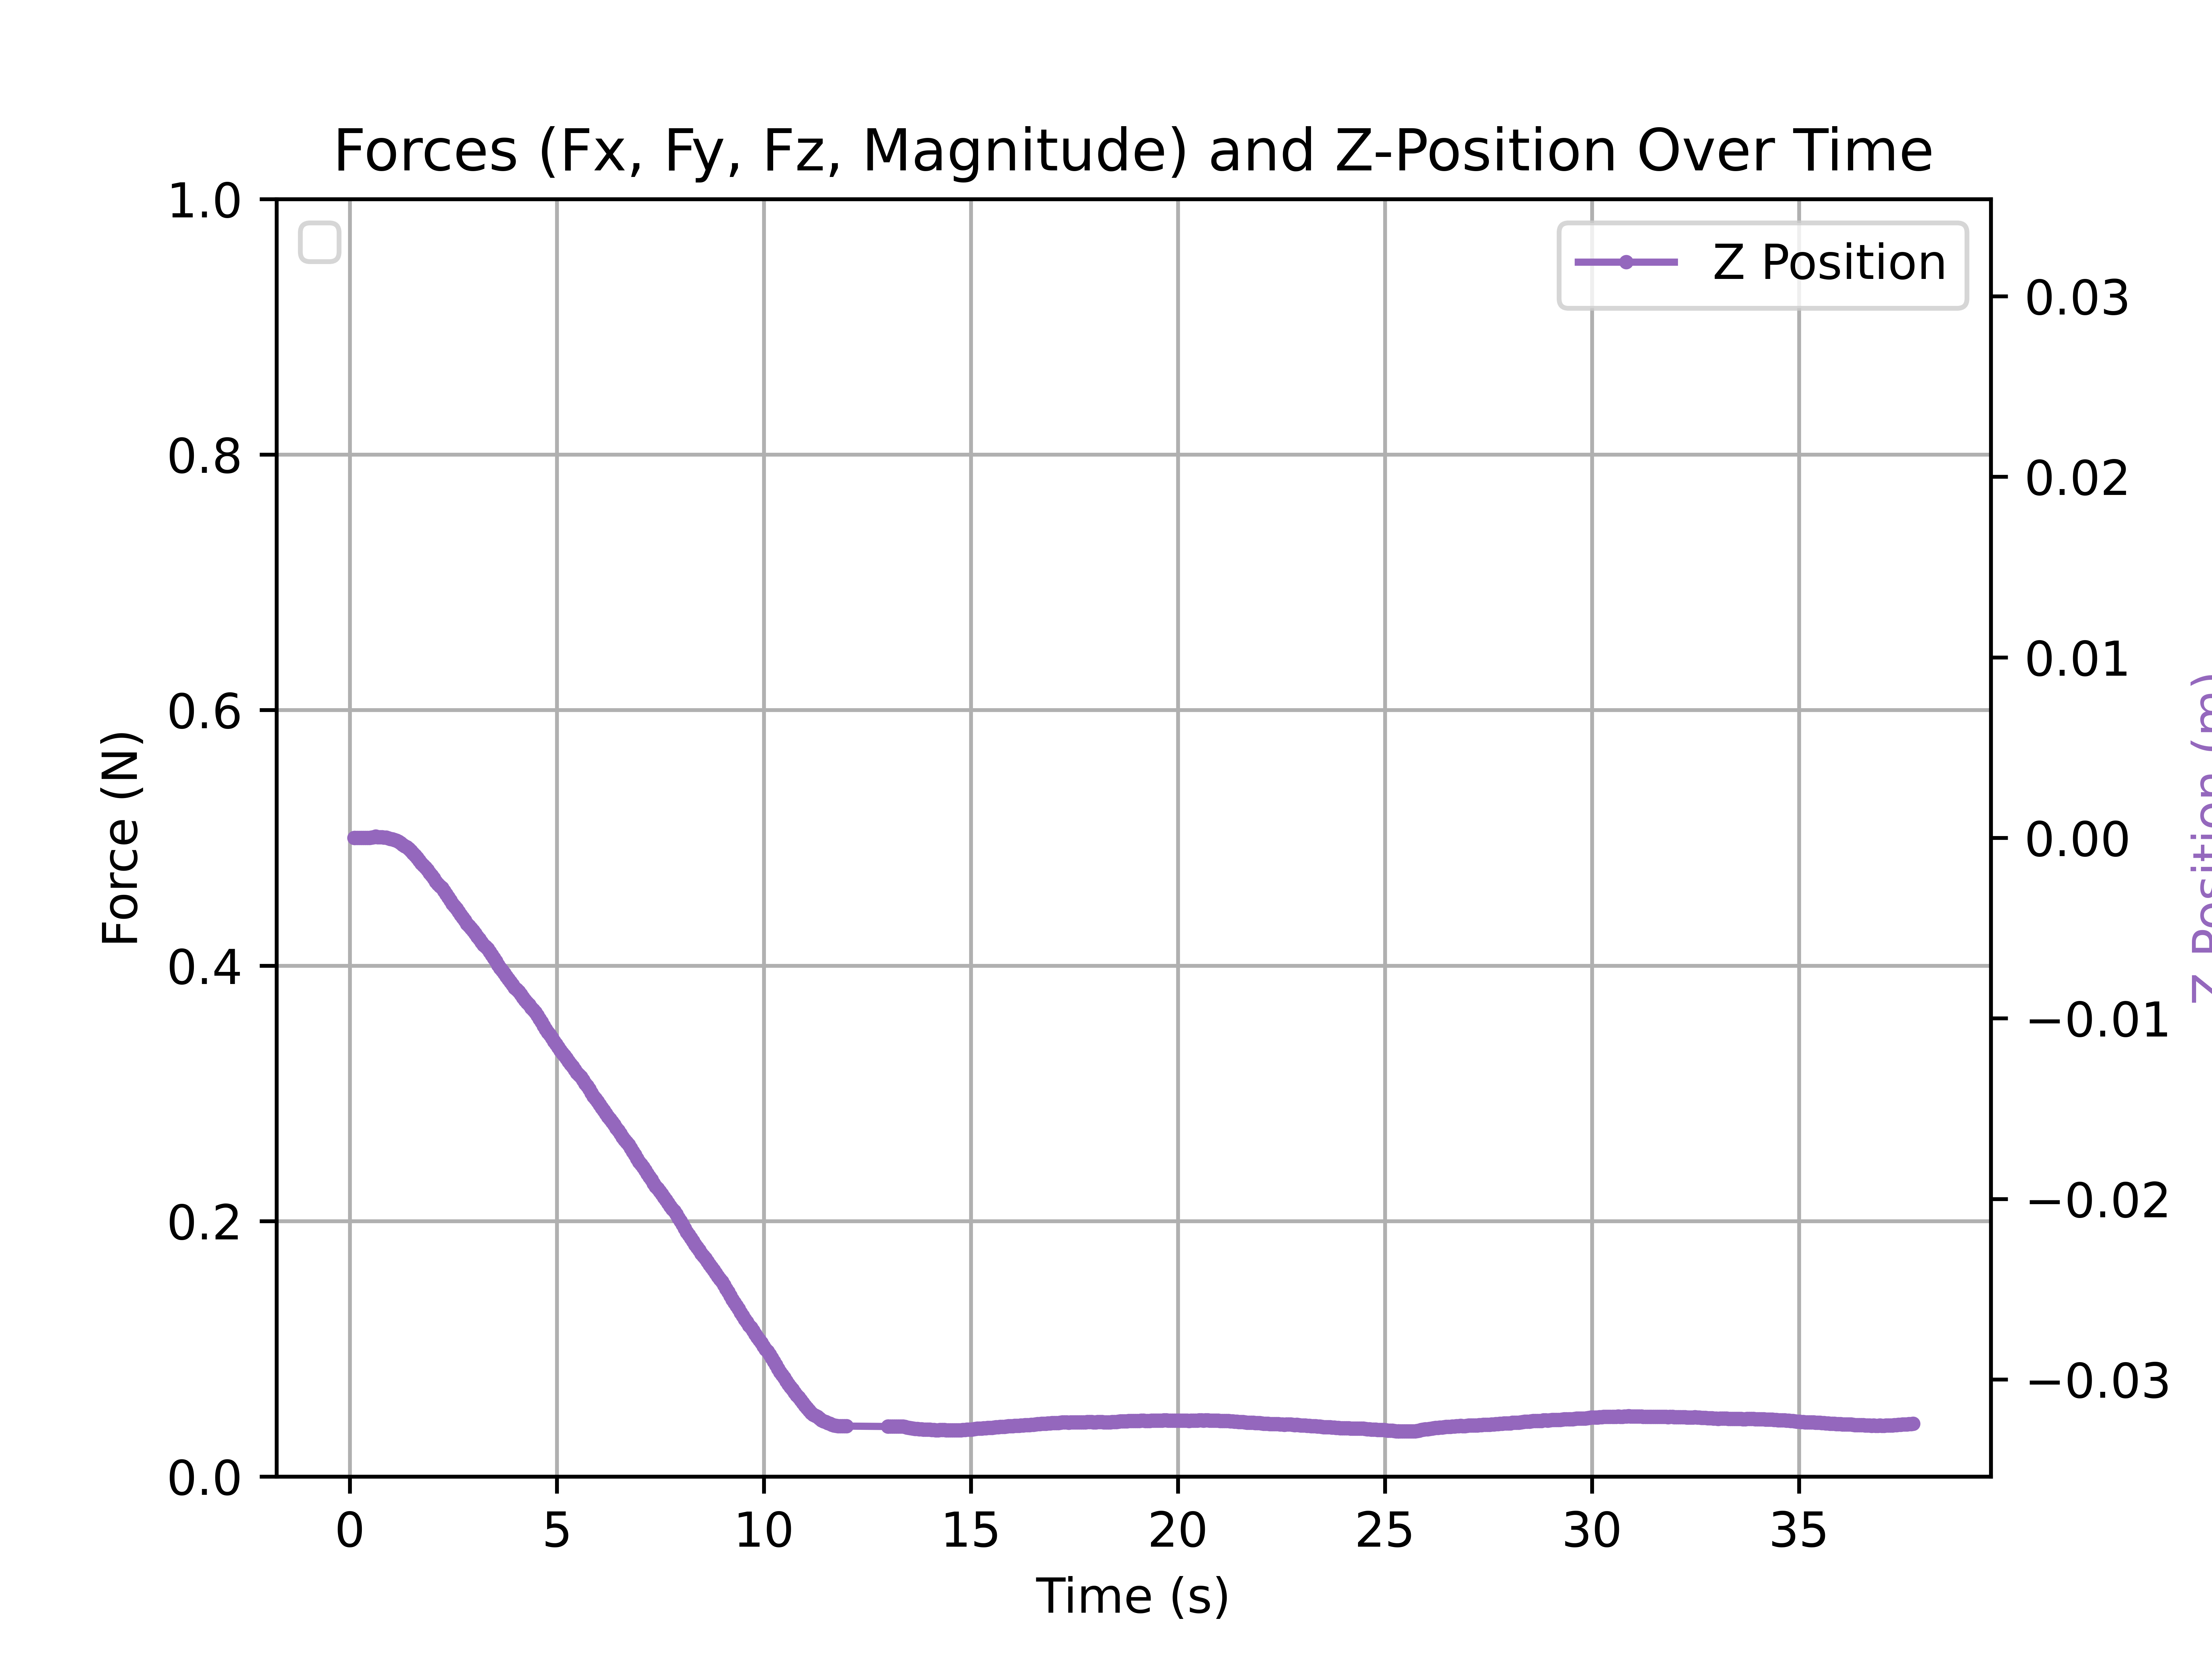 Forces (Fx, Fy, Fz, Magnitude) and Z-Position Over Time
Z Position
1.0
0.8
0.6
0.4
0.2
0.0
Force (N)
0.03
0.02
0.01
0.00
−0.01
−0.02
−0.03
Z Position (m)
0 5 10 15 20 25 30 35
Time (s)